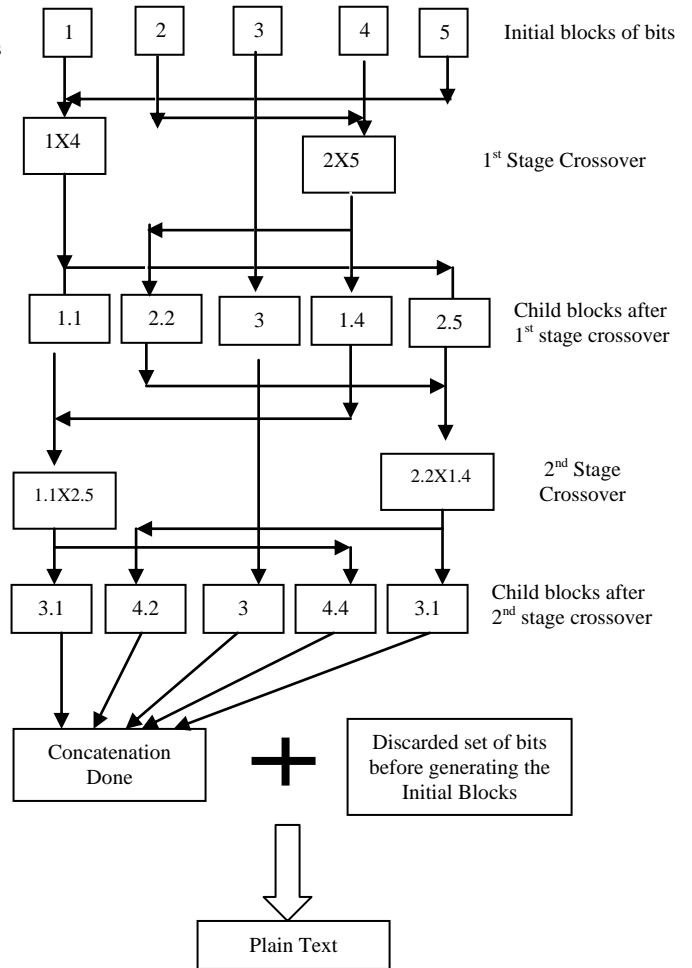 1 2 3 4 5 Initial blocks of bits
s
1X4 2X5 1st Stage Crossover
1.1 2.2 3 1.4 2.5 Child blocks after
1st stage crossover
1.1X2.5 2.2X1.4 2nd Stage
Crossover
3.1 4.2 3 4.4 3.1 Child blocks after
2nd stage crossover
Concatenation
Done
Discarded set of bits
before generating the
Initial Blocks
Plain Text